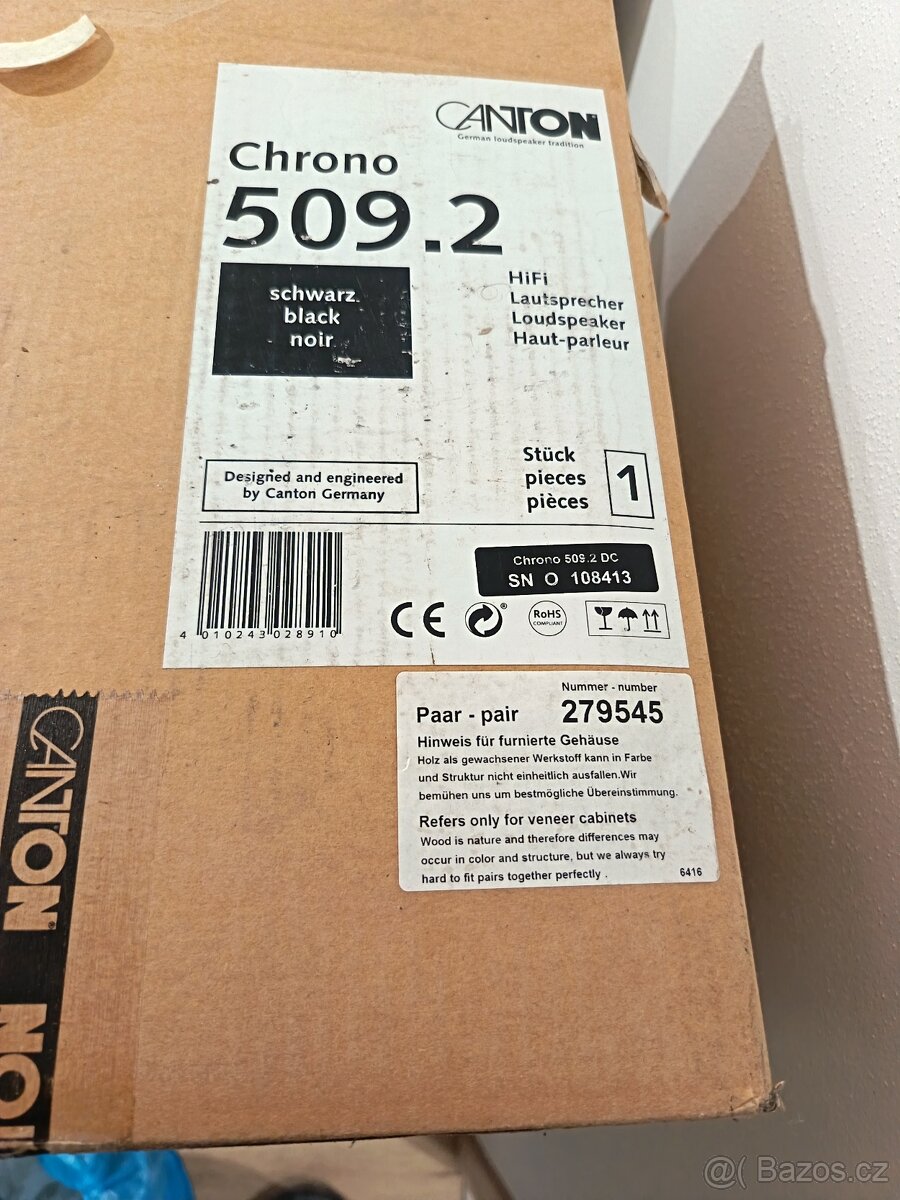 CANTON
German loudspeaker tradition
Chrono
509.2
schwarz
black
noir
HiFi
Lautsprecher
Loudspeaker
Haut-parleur
Stück
pieces
pièces
1
Designed and engineered
by Canton Germany
Chrono 509.2 DC
SN O 108413
4 010243 028910
CE
RoHS
COMPLIANT
Nummer - number
Paar - pair 279545
Hinweis für furnierte Gehäuse
Holz als gewachsener Werkstoff kann in Farbe
und Struktur nicht einheitlich ausfallen.Wir
bemühen uns um bestmögliche Übereinstimmung.
Refers only for veneer cabinets
Wood is nature and therefore differences may
occur in color and structure, but we always try
hard to fit pairs together perfectly .
6416
CANTON
NO
@( Bazos.cz